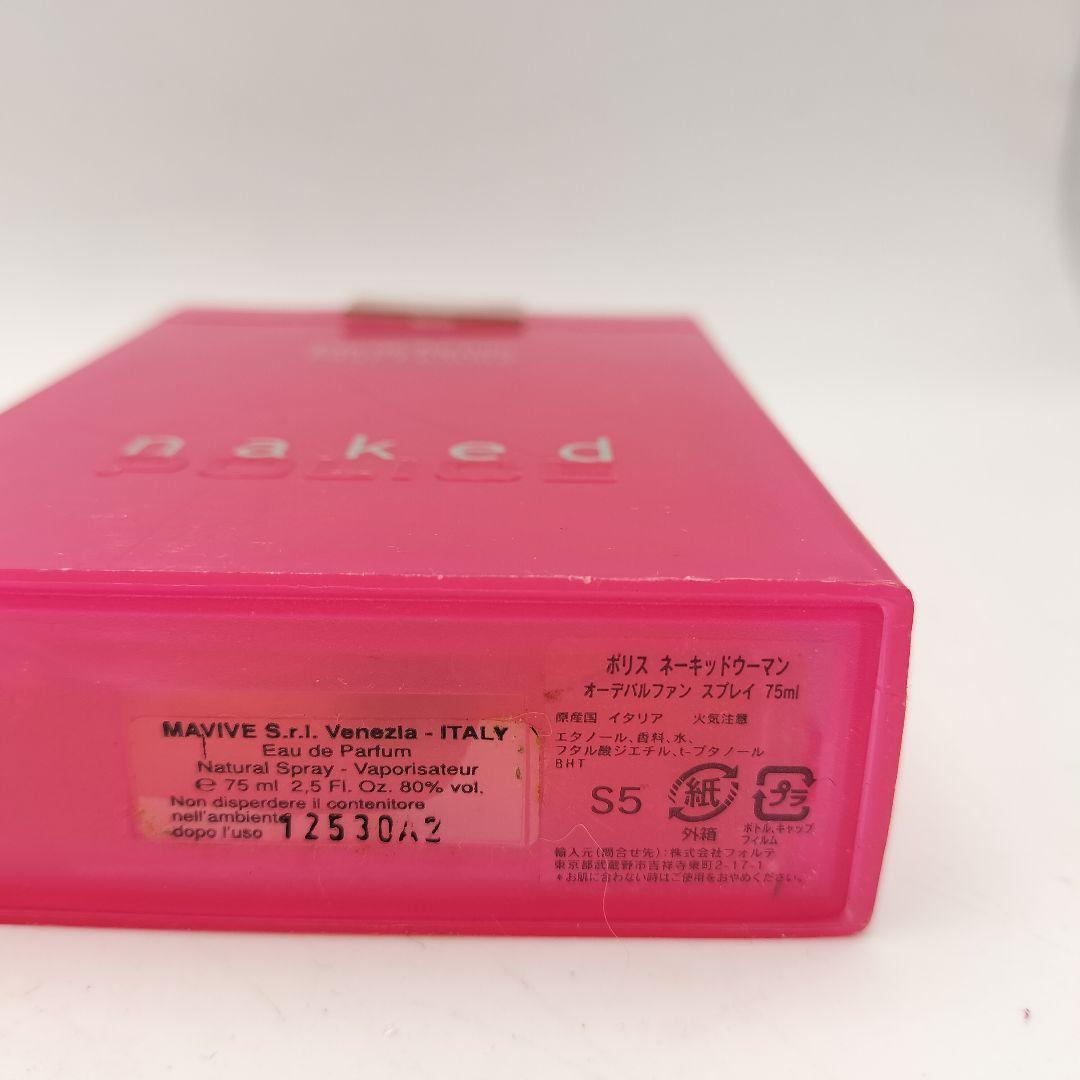 naked
POLICE
MAVIVE S.r.l. Venezia - ITALY
Eau de Parfum
Natural Spray - Vaporisateur
℮ 75 ml 2,5 Fl. Oz. 80% vol.
Non disperdere il contenitore
nell'ambiente
dopo l'uso 12530A2
ポリス ネーキッドウーマン
オーデパルファン スプレイ 75ml
原産国 イタリア 火気注意
エタノール、香料、水、
フタル酸ジエチル、t-ブタノール
BHT
S5 紙 プラ
外箱 ボトル、キャップ
フィルム
輸入元(問合せ先):株式会社フォルテ
東京都武蔵野市吉祥寺東町2-17-1
*お肌に合わない時はご使用をおやめください。